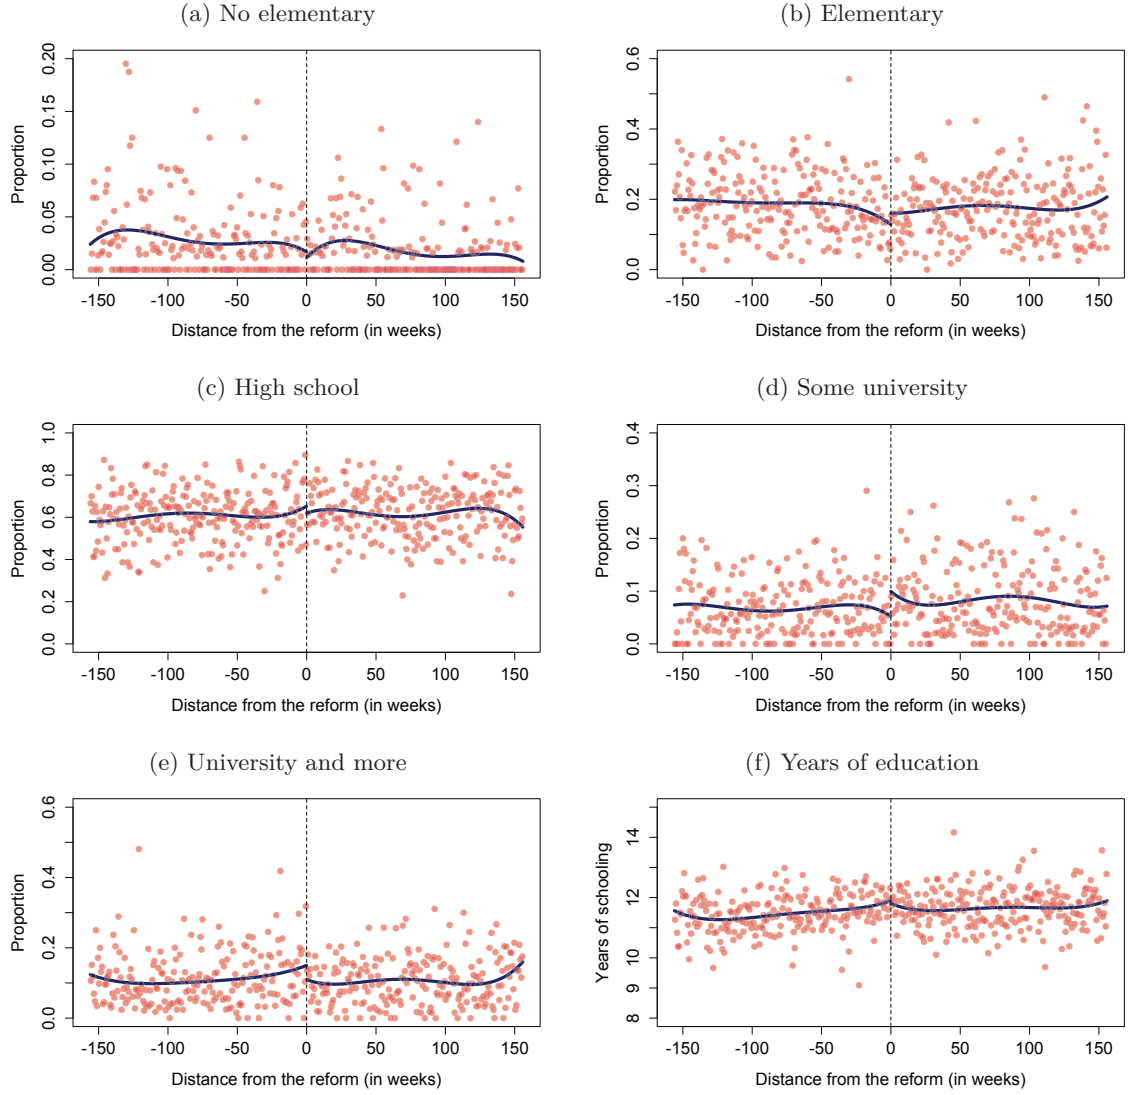 (a) No elementary
(b) Elementary
Proportion
0.00 0.05 0.10 0.15 0.20
-150 -100 -50 0 50 100 150
Distance from the reform (in weeks)
Proportion
0.0 0.2 0.4 0.6
-150 -100 -50 0 50 100 150
Distance from the reform (in weeks)
(c) High school
(d) Some university
Proportion
0.0 0.2 0.4 0.6 0.8 1.0
-150 -100 -50 0 50 100 150
Distance from the reform (in weeks)
Proportion
0.0 0.1 0.2 0.3 0.4
-150 -100 -50 0 50 100 150
Distance from the reform (in weeks)
(e) University and more
(f) Years of education
Proportion
0.0 0.2 0.4 0.6
-150 -100 -50 0 50 100 150
Distance from the reform (in weeks)
Years of schooling
8 9 10 11 12 14
-150 -100 -50 0 50 100 150
Distance from the reform (in weeks)